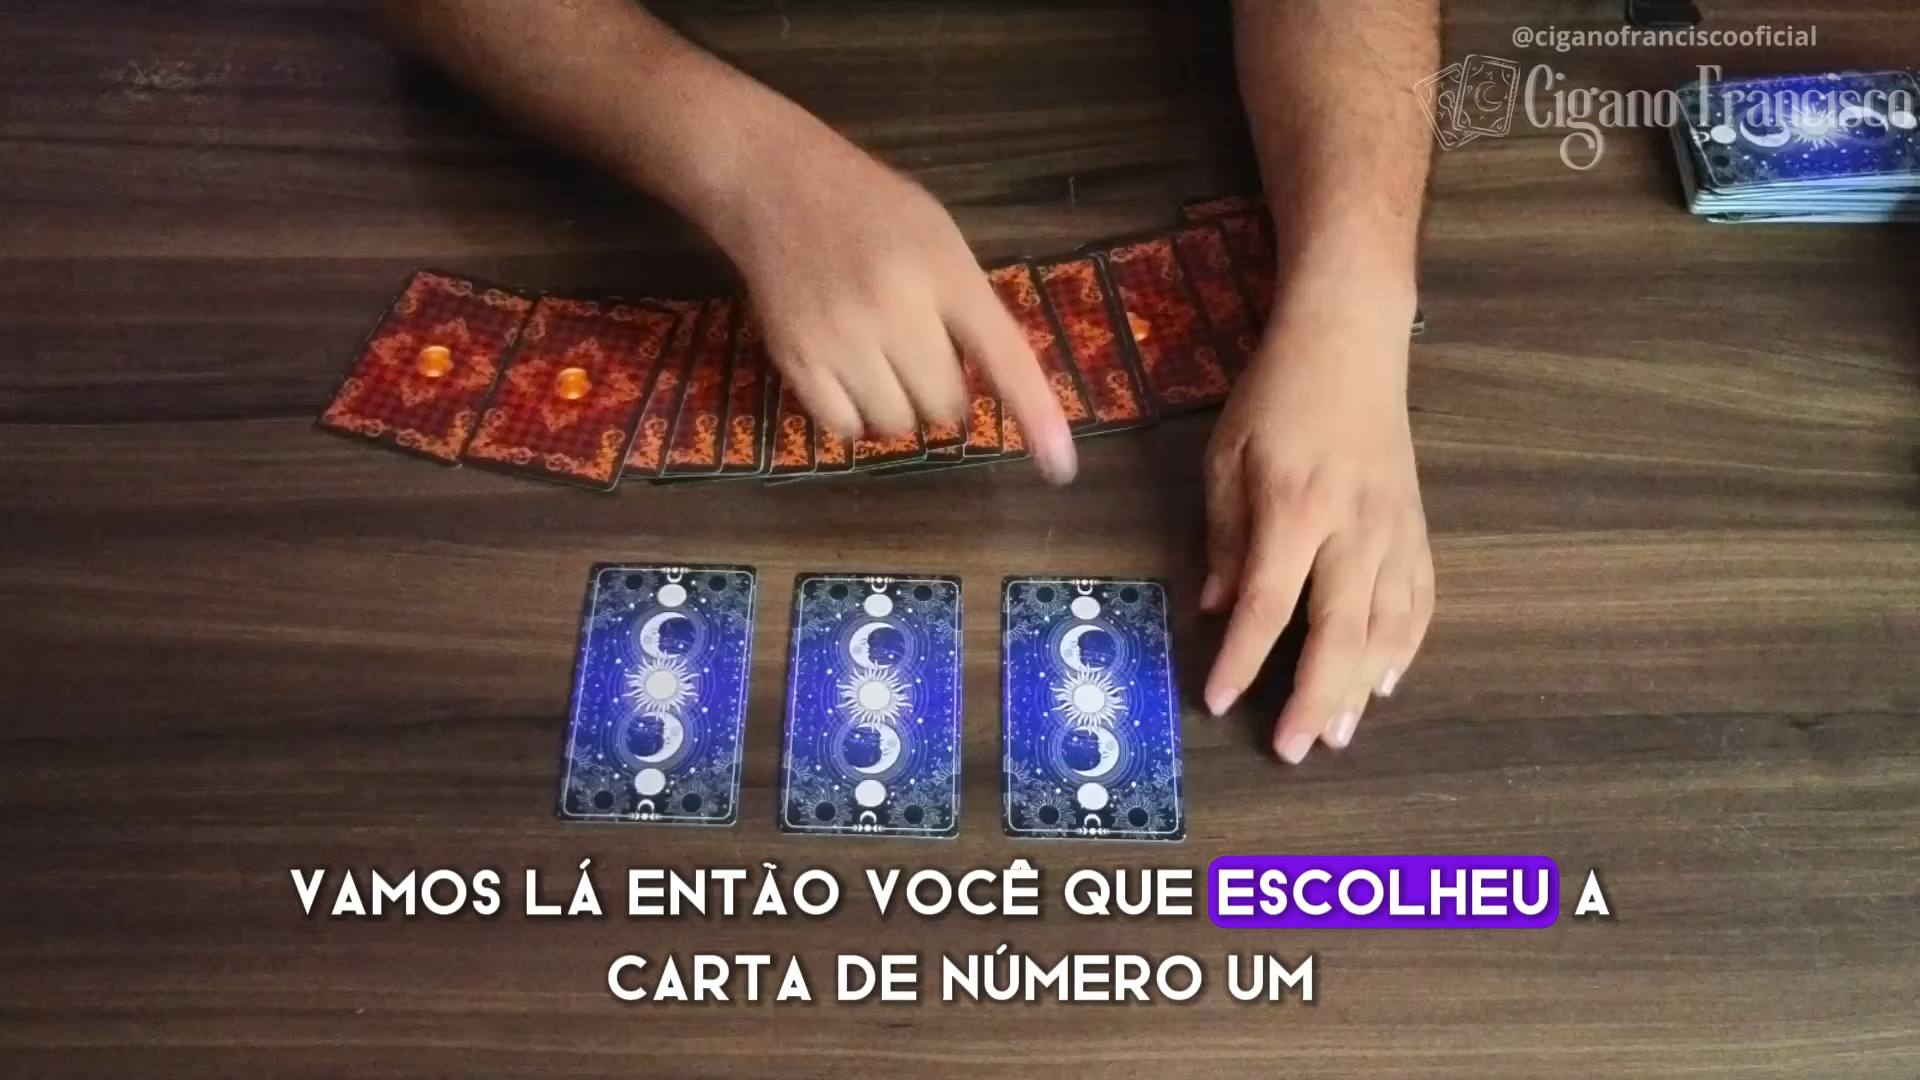 @ciganofranciscooficial
Cigano Francisco
VAMOS LÁ ENTÃO VOCÊ QUE ESCOLHEU A
CARTA DE NÚMERO UM